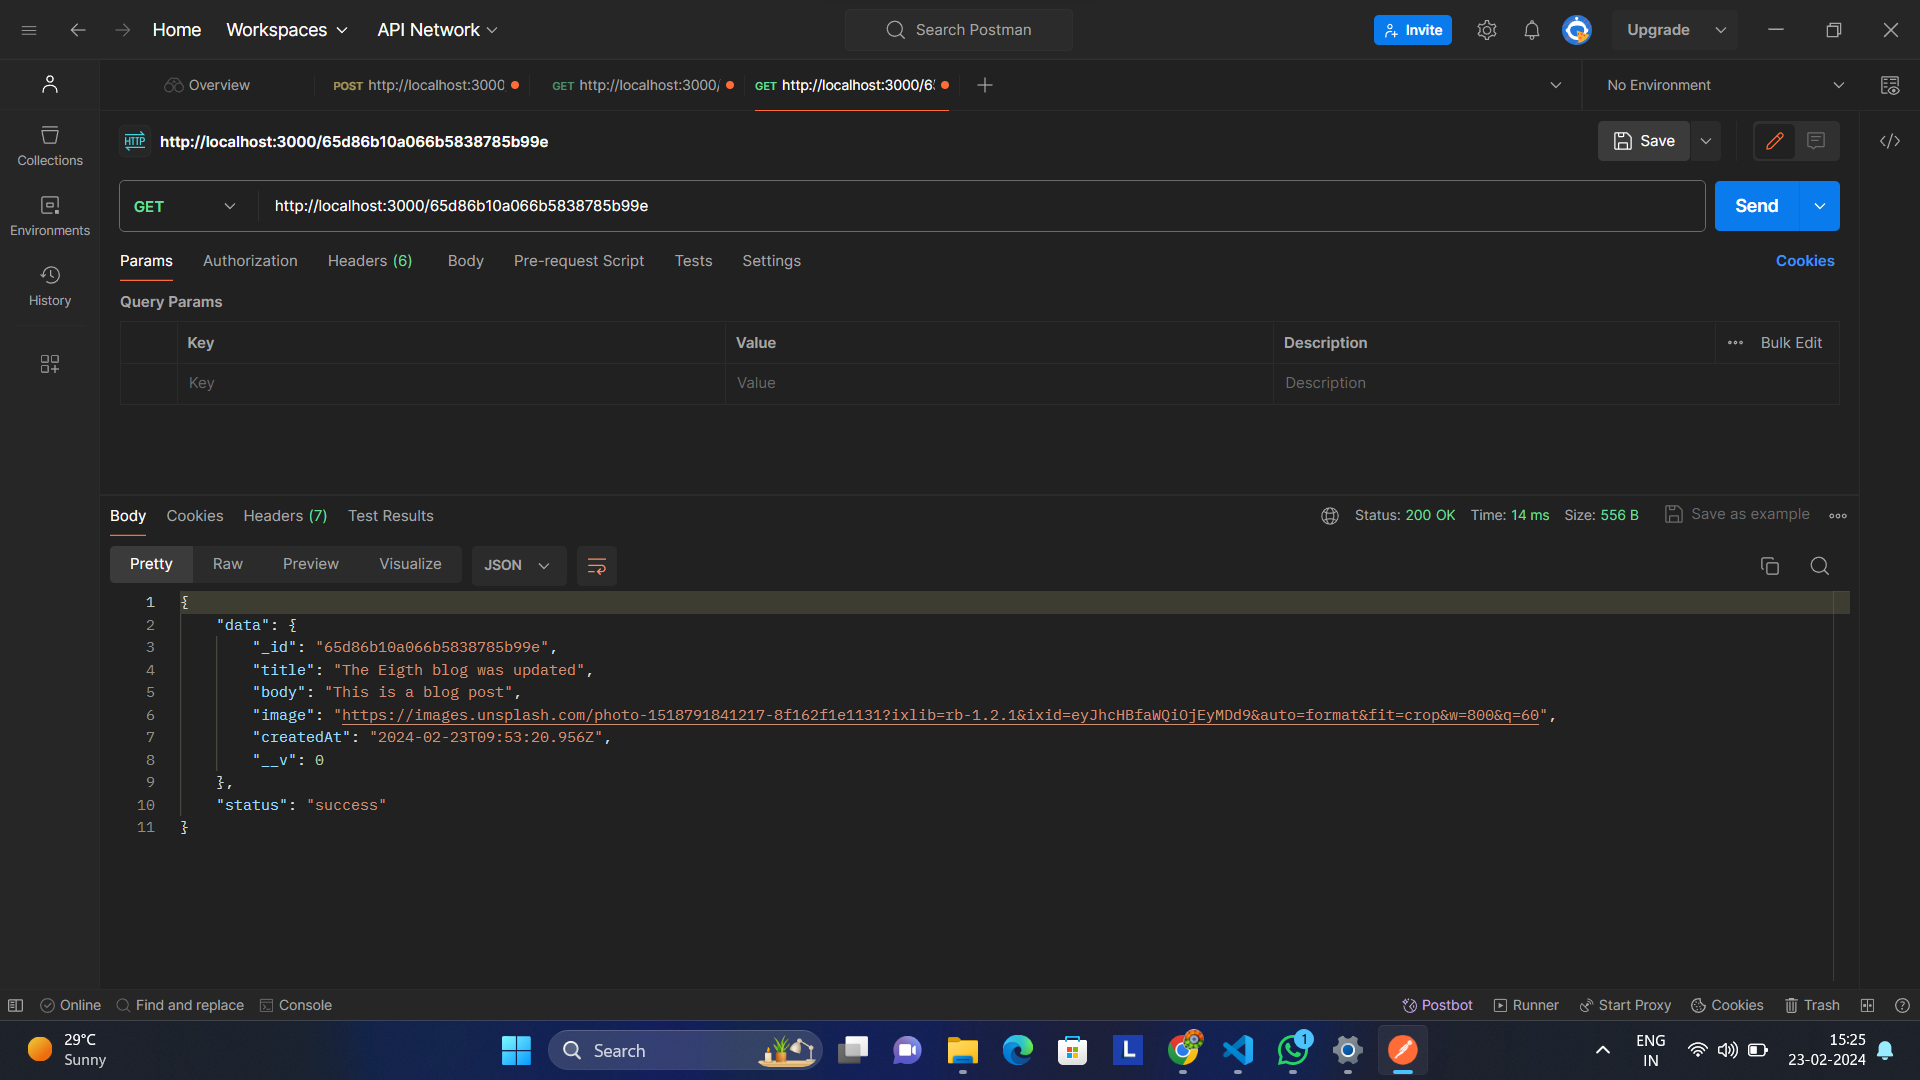 Home Workspaces API Network Search Postman Invite Upgrade
Overview POST http://localhost:3000 GET http://localhost:3000/ GET http://localhost:3000/6 No Environment
HTTP http://localhost:3000/65d86b10a066b5838785b99e Save
Collections
GET http://localhost:3000/65d86b10a066b5838785b99e Send
Environments
Params Authorization Headers (6) Body Pre-request Script Tests Settings Cookies
History
Query Params
Key Value Description Bulk Edit
Key Value Description
Body Cookies Headers (7) Test Results Status: 200 OK Time: 14 ms Size: 556 B Save as example
Pretty Raw Preview Visualize JSON
1 {
2 "data": {
3 "_id": "65d86b10a066b5838785b99e",
4 "title": "The Eigth blog was updated",
5 "body": "This is a blog post",
6 "image": "https://images.unsplash.com/photo-1518791841217-8f162f1e1131?ixlib=rb-1.2.1&ixid=eyJhcHBfaWQiOjEyMDd9&auto=format&fit=crop&w=800&q=60",
7 "createdAt": "2024-02-23T09:53:20.956Z",
8 "__v": 0
9 },
10 "status": "success"
11 }
Online Find and replace Console Postbot Runner Start Proxy Cookies Trash
29°C
Sunny
Search
L
1
ENG
IN
15:25
23-02-2024